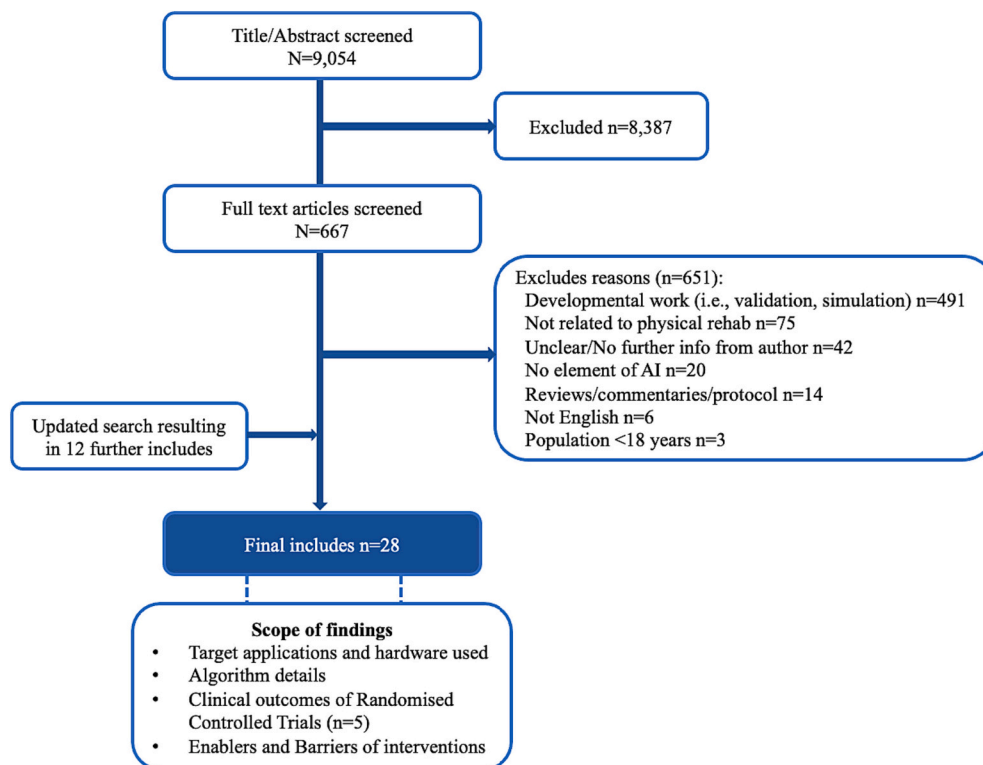 Title/Abstract screened
N=9,054
Excluded n=8,387
Full text articles screened
N=667
Excludes reasons (n=651):
Developmental work (i.e., validation, simulation) n=491
Not related to physical rehab n=75
Unclear/No further info from author n=42
No element of AI n=20
Reviews/commentaries/protocol n=14
Not English n=6
Population <18 years n=3
Updated search resulting
in 12 further includes
Final includes n=28
Scope of findings
• Target applications and hardware used
• Algorithm details
• Clinical outcomes of Randomised
Controlled Trials (n=5)
• Enablers and Barriers of interventions